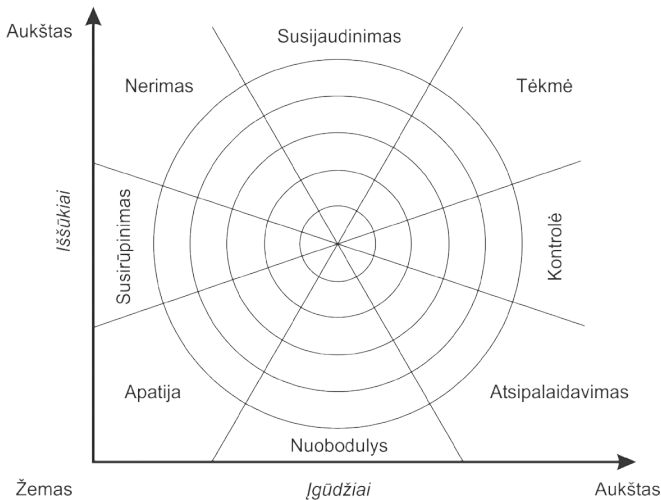 Aukštas
Susijaudinimas
Nerimas
Tėkmė
Iššūkiai
Susirūpinimas
Kontrolė
Apatija
Atsipalaidavimas
Nuobodulys
Žemas
Įgūdžiai
Aukštas